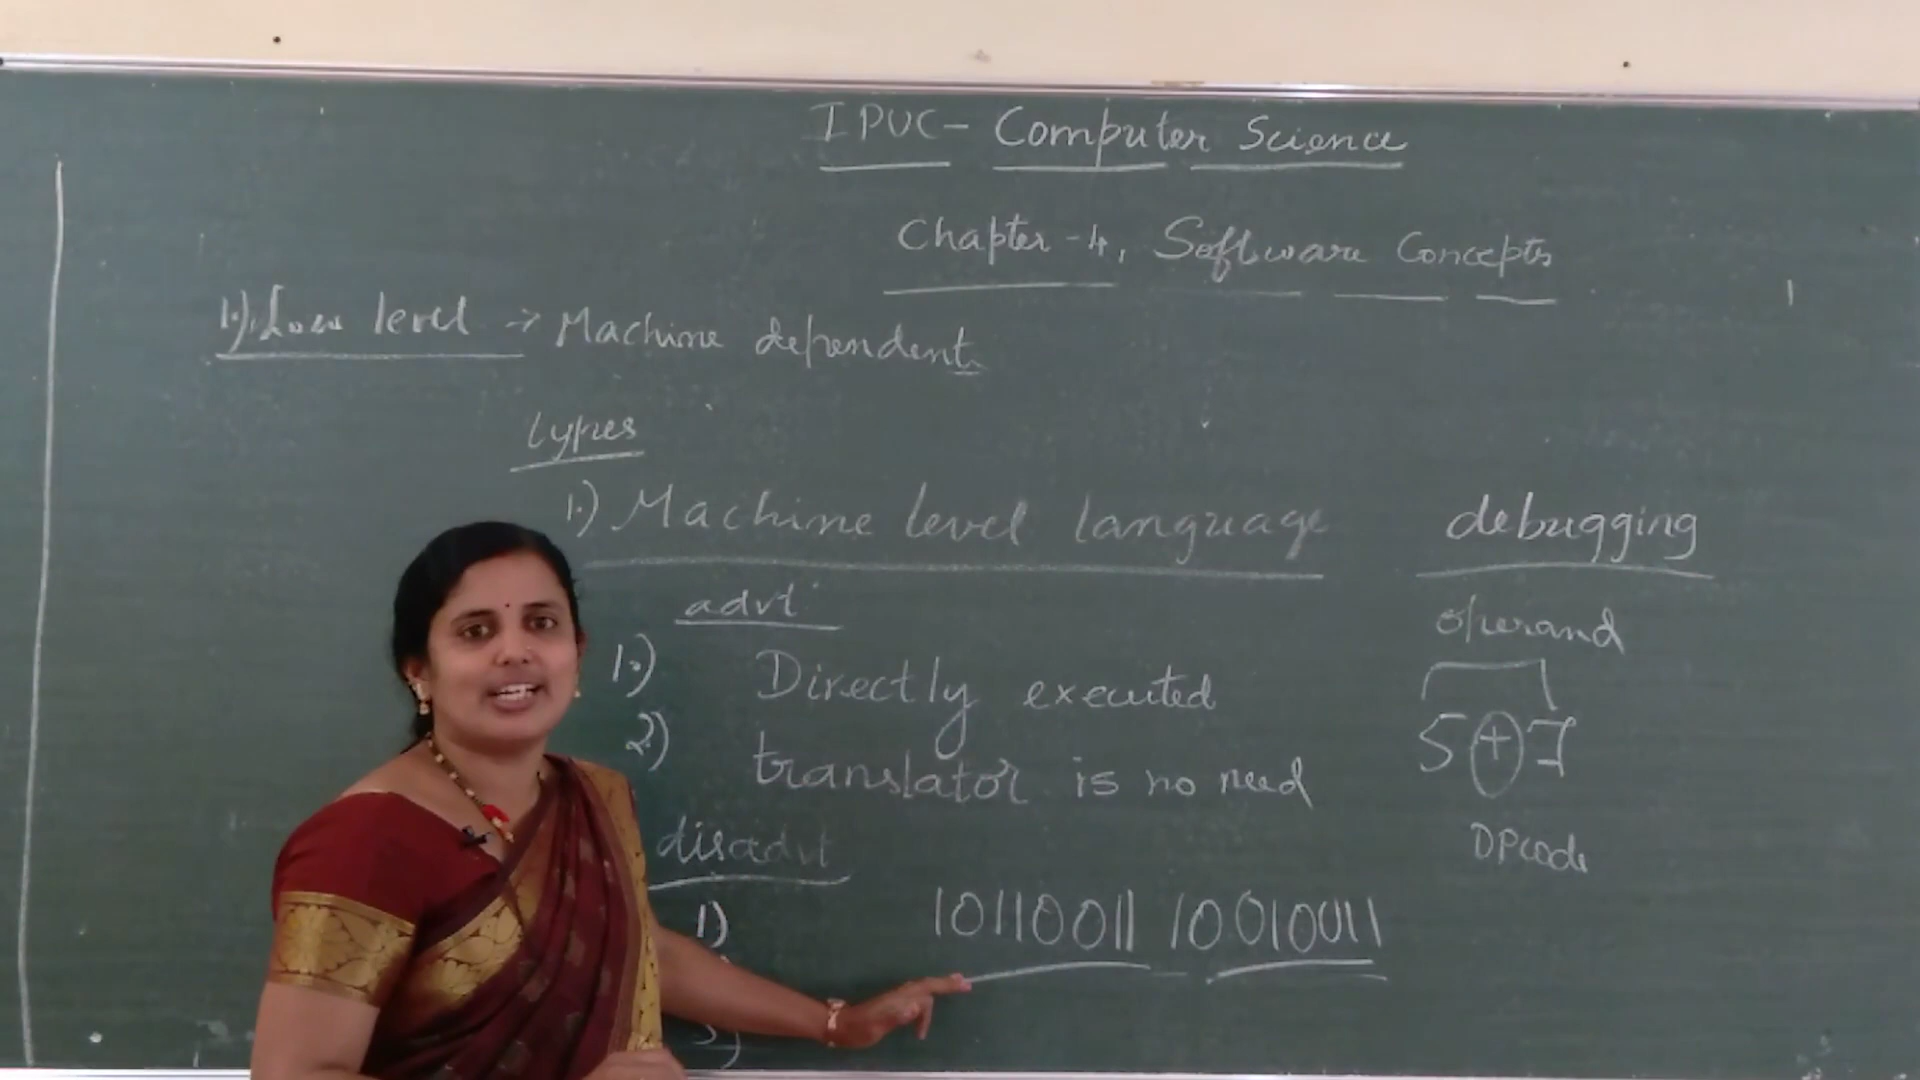 I PUC - Computer Science
Chapter - 4, Software Concepts
1.) Low level → Machine dependent
types
1.) Machine level language
debugging
advt
operand
1.) Directly executed
2.) translator is no need
5 + 7
disadvt
OPcode
1) 10110011 10010011
3)